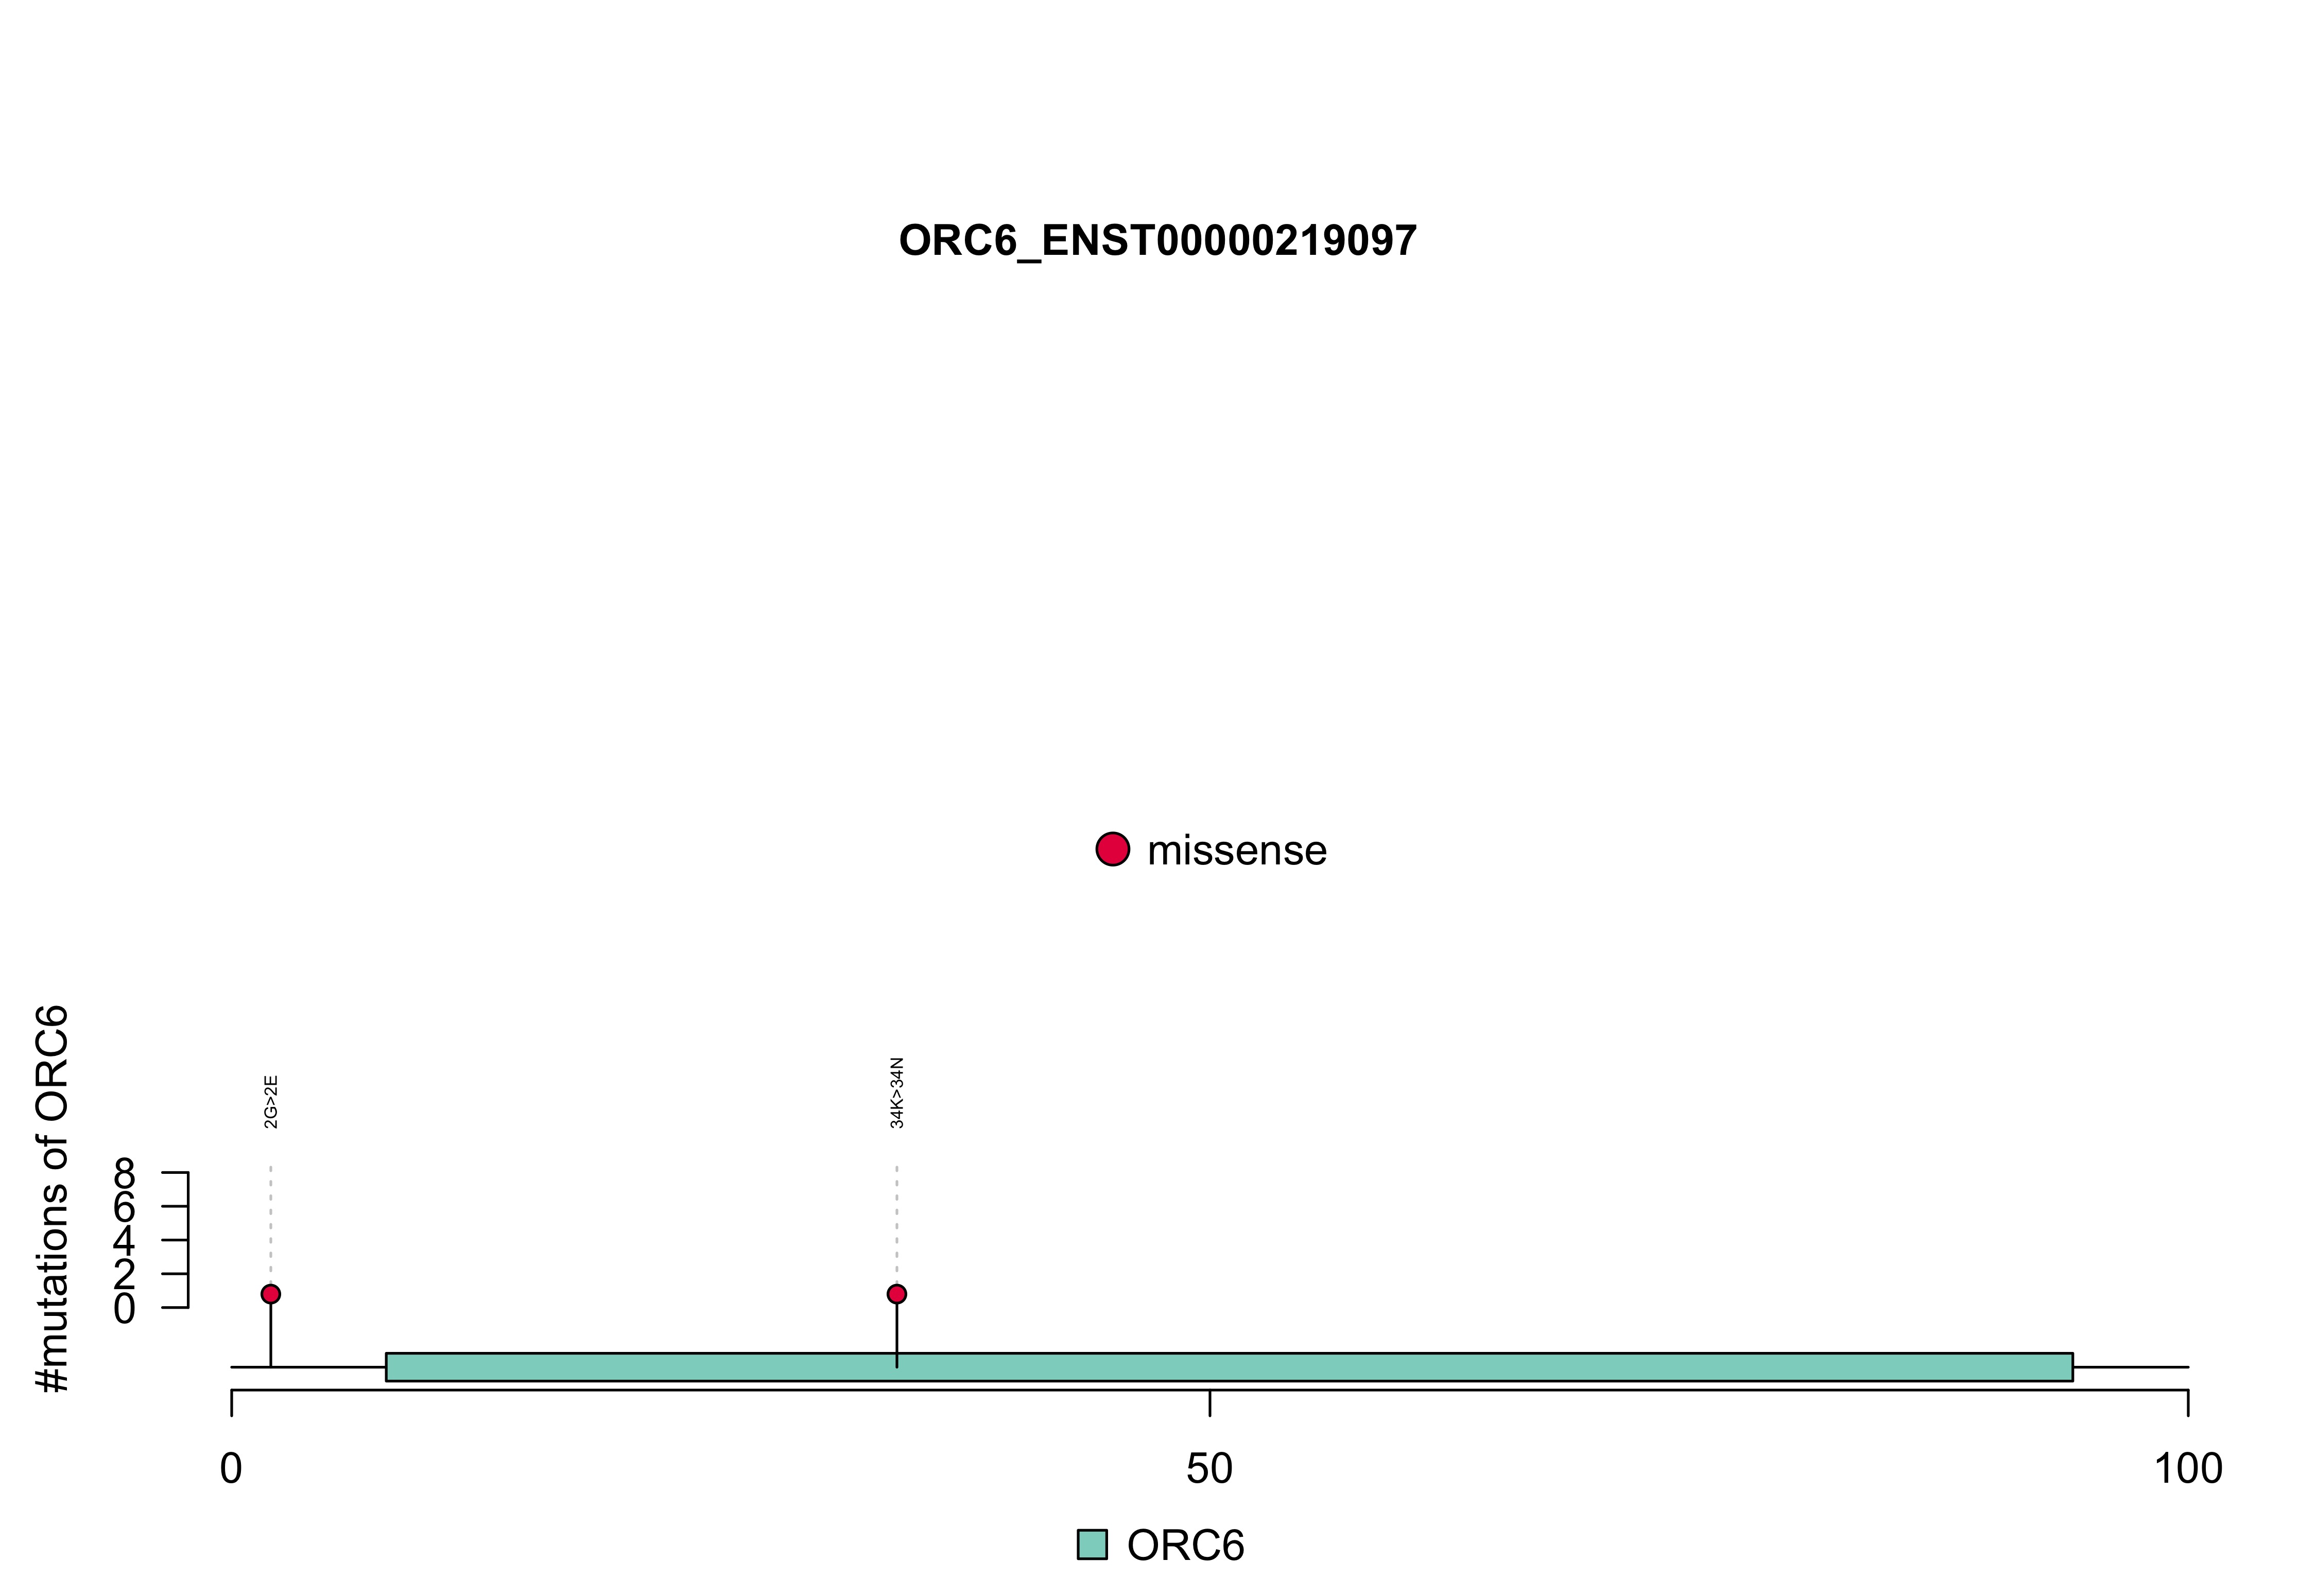 ORC6_ENST00000219097
missense
#mutations of ORC6
2G>2E
34K>34N
8
6
4
2
0
0 50 100
ORC6